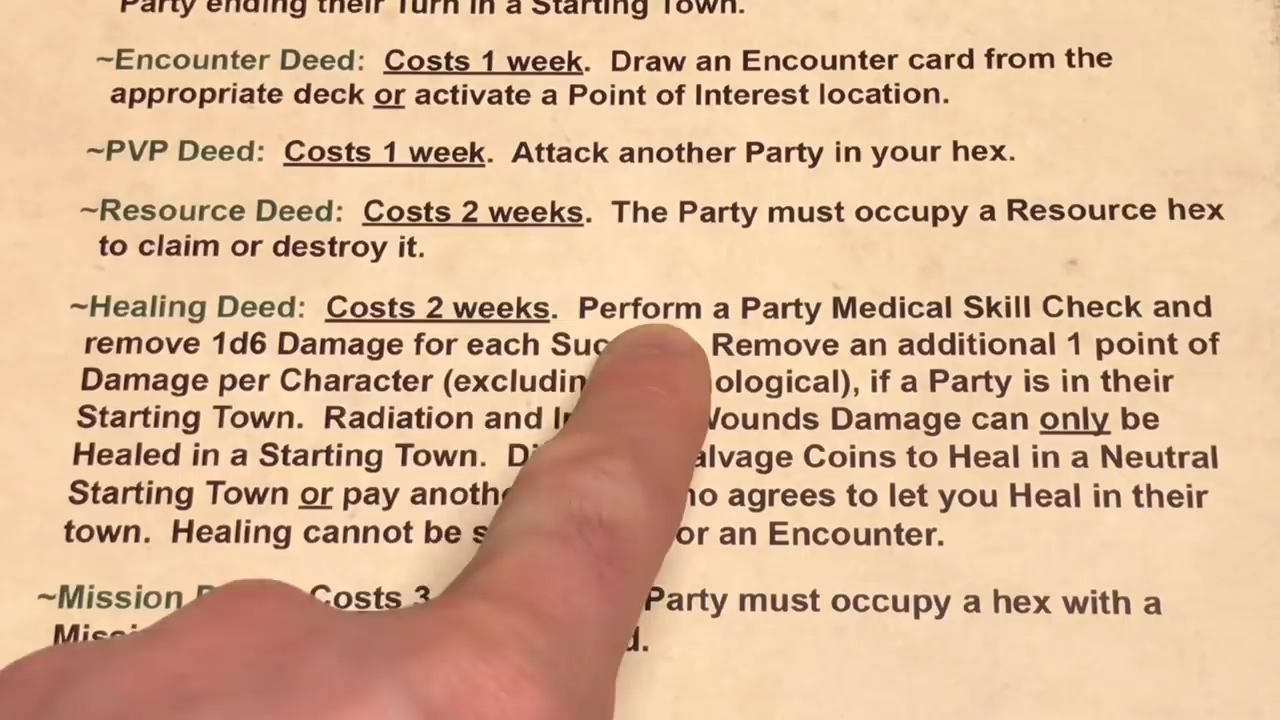 Party ending their Turn in a Starting Town.
~Encounter Deed: Costs 1 week. Draw an Encounter card from the
appropriate deck or activate a Point of Interest location.
~PVP Deed: Costs 1 week. Attack another Party in your hex.
~Resource Deed: Costs 2 weeks. The Party must occupy a Resource hex
to claim or destroy it.
~Healing Deed: Costs 2 weeks. Perform a Party Medical Skill Check and
remove 1d6 Damage for each Remove an additional 1 point of
Damage per Character if a Party is in their
Starting Town. Radiation and Damage can only be
Healed in a Starting Town. Coins to Heal in a Neutral
Starting Town or pay agrees to let you Heal in their
town. Healing cannot be or an Encounter.
~Mission Costs 3 Party must occupy a hex with a